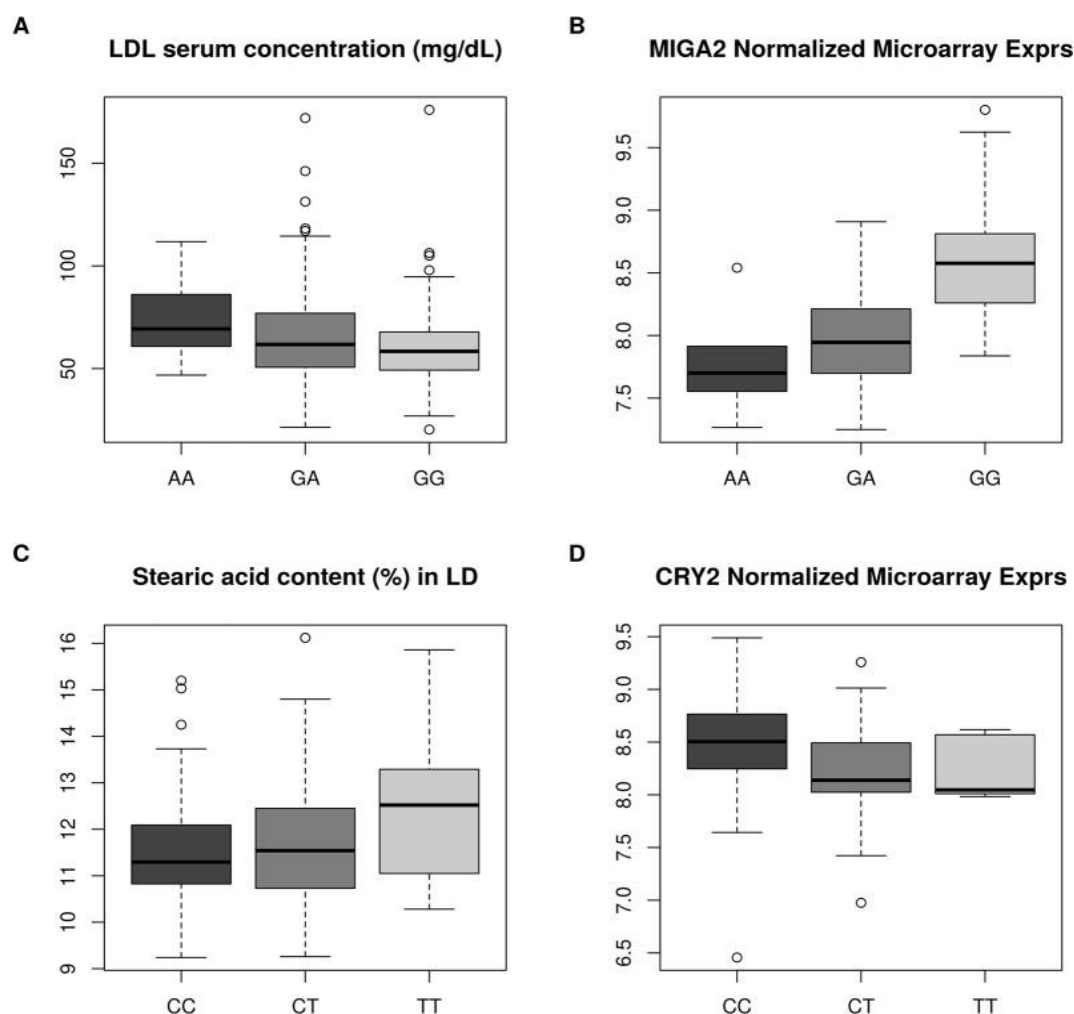 A
LDL serum concentration (mg/dL)
150
100
50
AA GA GG
B
MIGA2 Normalized Microarray Exprs
9.5
9.0
8.5
8.0
7.5
AA GA GG
C
Stearic acid content (%) in LD
16
15
14
13
12
11
10
9
CC CT TT
D
CRY2 Normalized Microarray Exprs
9.5
9.0
8.5
8.0
7.5
7.0
6.5
CC CT TT